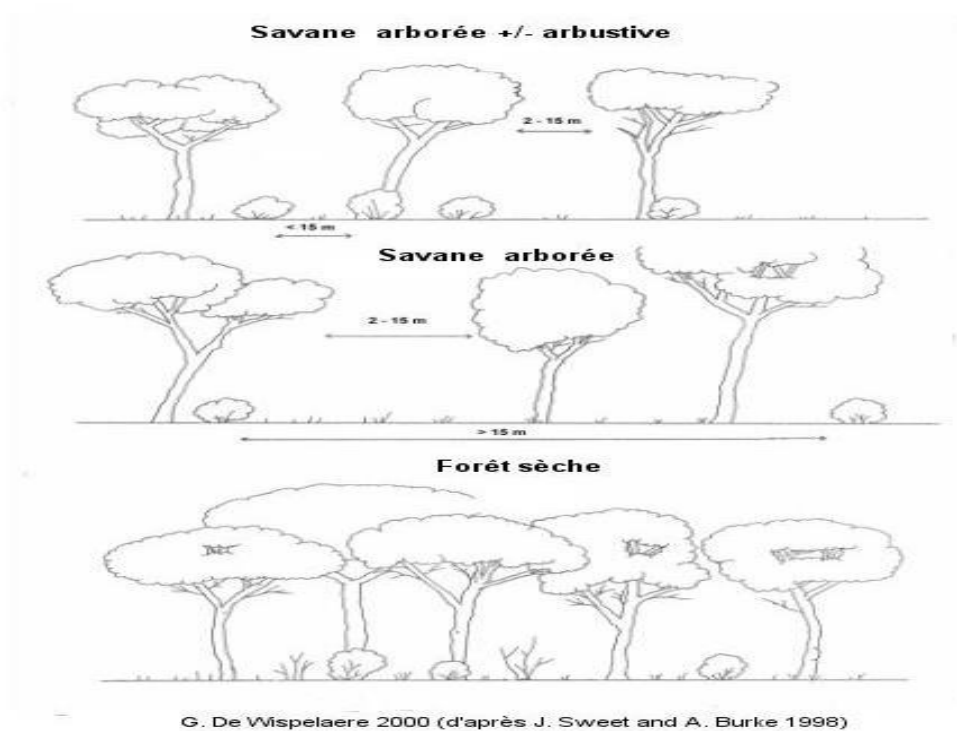 Savane arborée +/- arbustive
2 - 15 m
< 15 m
Savane arborée
2 - 15 m
> 15 m
Forêt sèche
G. De Wispelaere 2000 (d'après J. Sweet and A. Burke 1998)